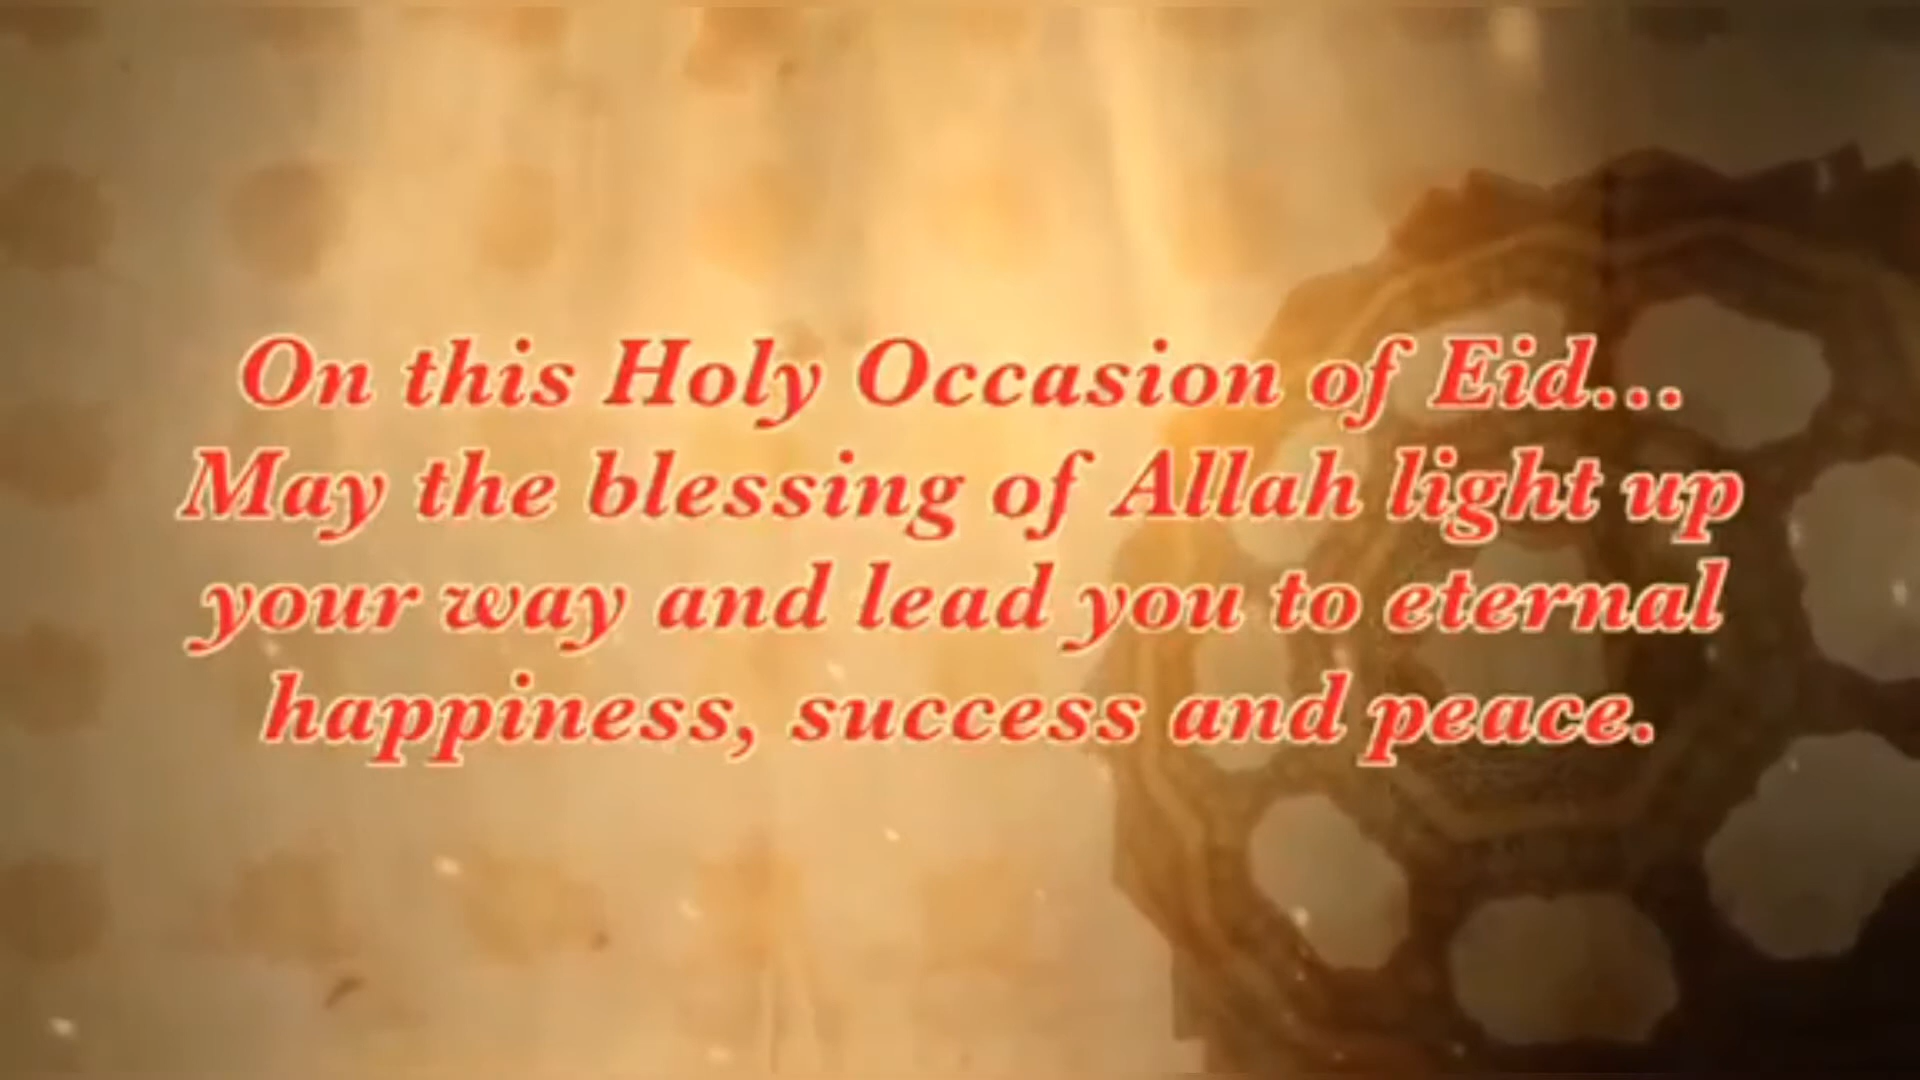 On this Holy Occasion of Eid...
May the blessing of Allah light up
your way and lead you to eternal
happiness, success and peace.